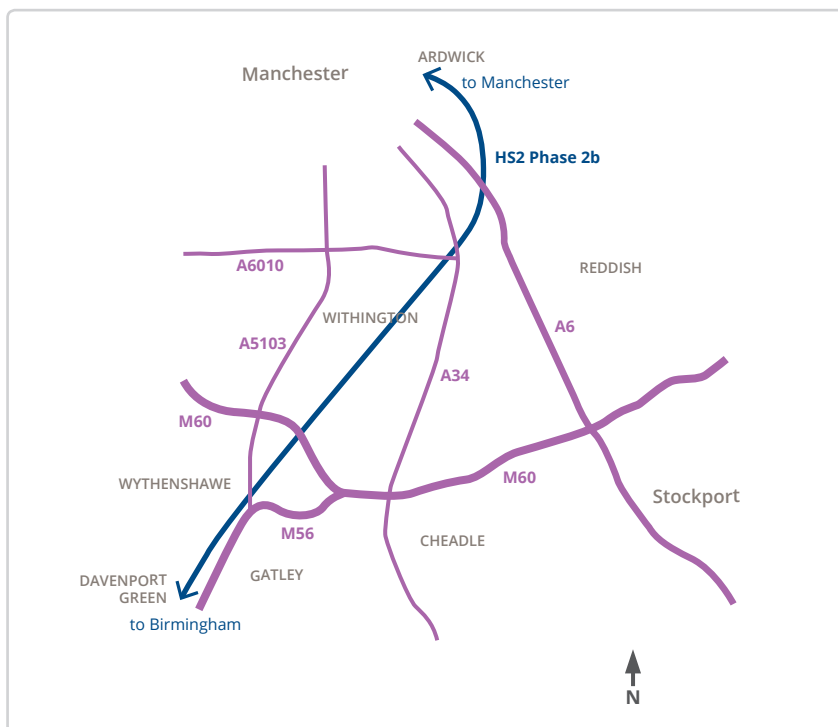 ARDWICK
Manchester
to Manchester
HS2 Phase 2b
A6010
REDDISH
WITHINGTON
A6
A5103
A34
M60
WYTHENSHAWE
M60
Stockport
M56
CHEADLE
GATLEY
DAVENPORT
GREEN
to Birmingham
N